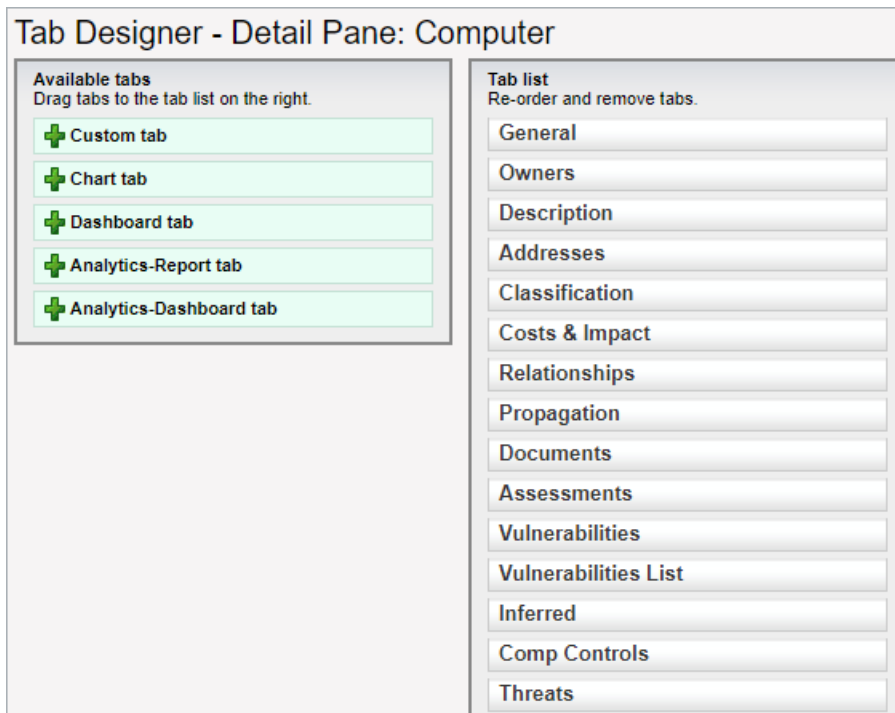 Tab Designer - Detail Pane: Computer
Available tabs
Drag tabs to the tab list on the right.
Custom tab
Chart tab
Dashboard tab
Analytics-Report tab
Analytics-Dashboard tab
Tab list
Re-order and remove tabs.
General
Owners
Description
Addresses
Classification
Costs & Impact
Relationships
Propagation
Documents
Assessments
Vulnerabilities
Vulnerabilities List
Inferred
Comp Controls
Threats